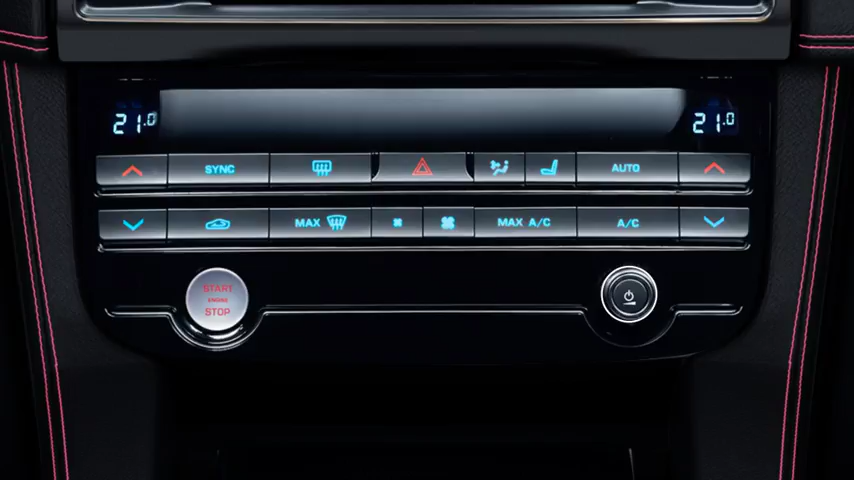 21.0 21.0
SYNC AUTO
MAX MAX A/C A/C
START
ENGINE
STOP